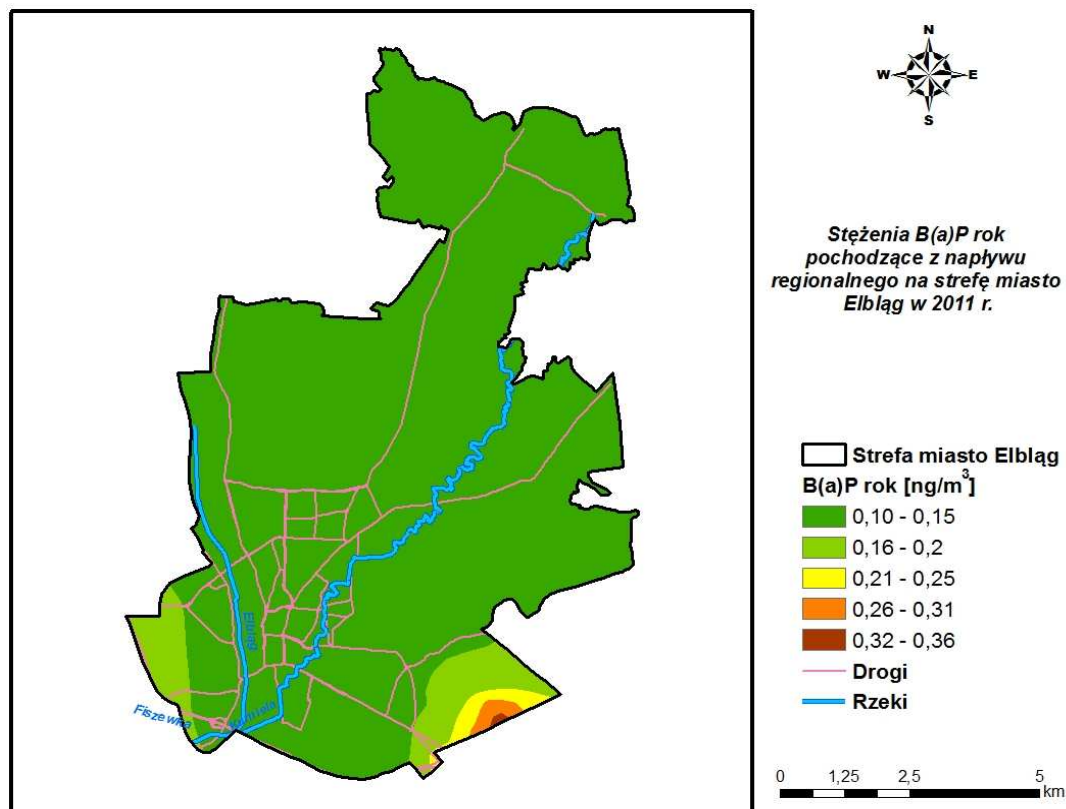 N
W E
S
Stężenia B(a)P rok
pochodzące z napływu
regionalnego na strefę miasto
Elbląg w 2011 r.
Strefa miasto Elbląg
B(a)P rok [ng/m³]
0,10 - 0,15
0,16 - 0,2
0,21 - 0,25
0,26 - 0,31
0,32 - 0,36
Drogi
Rzeki
Elbląg
Fiszewka
0 1,25 2,5 5
km